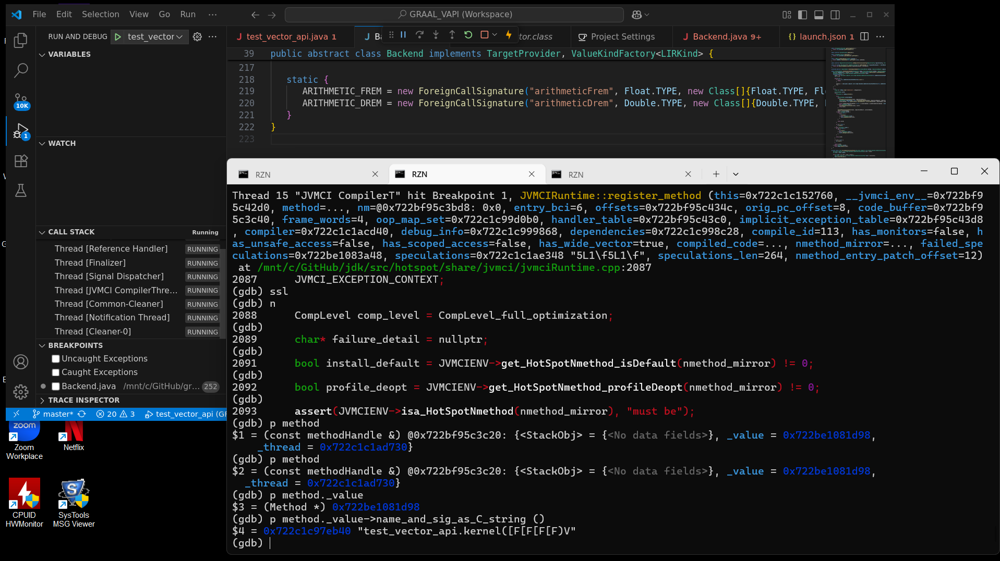 File Edit Selection View Go Run ···
GRAAL_VAPI (Workspace)
RUN AND DEBUG test_vector
test_vector_api.java 1
tor.class
Project Settings
Backend.java 9+
launch.json 1
VARIABLES
39 public abstract class Backend implements TargetProvider, ValueKindFactory<LIRKind> {
217
218 static {
219 ARITHMETIC_FREM = new ForeignCallSignature("arithmeticFrem", Float.TYPE, new Class[]{Float.TYPE, Fl
220 ARITHMETIC_DREM = new ForeignCallSignature("arithmeticDrem", Double.TYPE, new Class[]{Double.TYPE,
221 }
222 }
223
10K
1
WATCH
CALL STACK Running
Thread [Reference Handler] RUNNING
Thread [Finalizer] RUNNING
Thread [Signal Dispatcher] RUNNING
Thread [JVMCI CompilerThre... RUNNING
Thread [Common-Cleaner] RUNNING
Thread [Notification Thread] RUNNING
Thread [Cleaner-0] RUNNING
BREAKPOINTS
Uncaught Exceptions
Caught Exceptions
Backend.java /mnt/c/GitHub/gr... 252
TRACE INSPECTOR
master* 20 3 test_vector_api (GR
RZN
RZN
RZN
Thread 15 "JVMCI CompilerT" hit Breakpoint 1, JVMCIRuntime::register_method (this=0x722c1c152760, __jvmci_env__=0x722bf9
5c42d0, method=..., nm=@0x722bf95c3bd8: 0x0, entry_bci=6, offsets=0x722bf95c434c, orig_pc_offset=8, code_buffer=0x722bf9
5c3c40, frame_words=4, oop_map_set=0x722c1c99d0b0, handler_table=0x722bf95c43c0, implicit_exception_table=0x722bf95c43d8
, compiler=0x722c1c1acd40, debug_info=0x722c1c999868, dependencies=0x722c1c998c28, compile_id=113, has_monitors=false, h
as_unsafe_access=false, has_scoped_access=false, has_wide_vector=true, compiled_code=..., nmethod_mirror=..., failed_spe
culations=0x722be1083a48, speculations=0x722c1c1ae348 "5L1\f5L1\f", speculations_len=264, nmethod_entry_patch_offset=12)
at /mnt/c/GitHub/jdk/src/hotspot/share/jvmci/jvmciRuntime.cpp:2087
2087 JVMCI_EXCEPTION_CONTEXT;
(gdb) ssl
(gdb) n
2088 CompLevel comp_level = CompLevel_full_optimization;
(gdb)
2089 char* failure_detail = nullptr;
(gdb)
2091 bool install_default = JVMCIENV->get_HotSpotNmethod_isDefault(nmethod_mirror) != 0;
(gdb)
2092 bool profile_deopt = JVMCIENV->get_HotSpotNmethod_profileDeopt(nmethod_mirror) != 0;
(gdb)
2093 assert(JVMCIENV->isa_HotSpotNmethod(nmethod_mirror), "must be");
(gdb) p method
$1 = (const methodHandle &) @0x722bf95c3c20: {<StackObj> = {<No data fields>}, _value = 0x722be1081d98,
_thread = 0x722c1c1ad730}
(gdb) p method
$2 = (const methodHandle &) @0x722bf95c3c20: {<StackObj> = {<No data fields>}, _value = 0x722be1081d98,
_thread = 0x722c1c1ad730}
(gdb) p method._value
$3 = (Method *) 0x722be1081d98
(gdb) p method._value->name_and_sig_as_C_string ()
$4 = 0x722c1c97eb40 "test_vector_api.kernel([F[F[F[F)V"
(gdb)
zoom
Zoom
Workplace
Netflix
CPUID
HWMonitor
SysTools
MSG Viewer